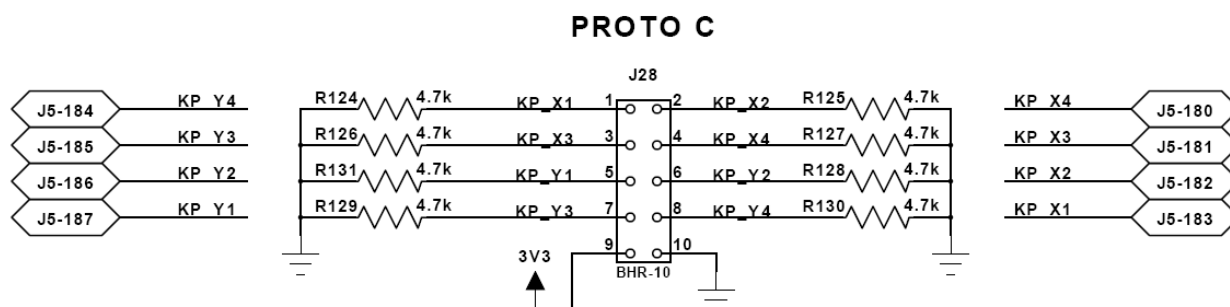 PROTO C
J28
J5-184 KP_Y4 R124 4.7k KP_X1 1 2 KP_X2 R125 4.7k KP_X4 J5-180
J5-185 KP_Y3 R126 4.7k KP_X3 3 4 KP_X4 R127 4.7k KP_X3 J5-181
J5-186 KP_Y2 R131 4.7k KP_Y1 5 6 KP_Y2 R128 4.7k KP_X2 J5-182
J5-187 KP_Y1 R129 4.7k KP_Y3 7 8 KP_Y4 R130 4.7k KP_X1 J5-183
3V3 9 10
BHR-10